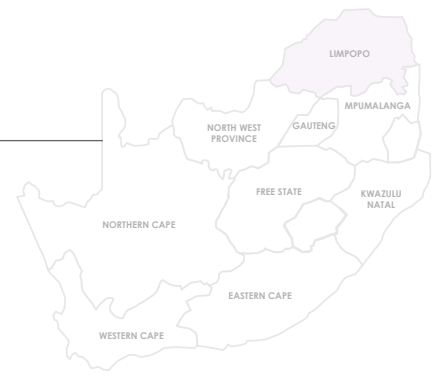 LIMPOPO
MPUMALANGA
GAUTENG
NORTH WEST
PROVINCE
FREE STATE
KWAZULU
NATAL
NORTHERN CAPE
EASTERN CAPE
WESTERN CAPE